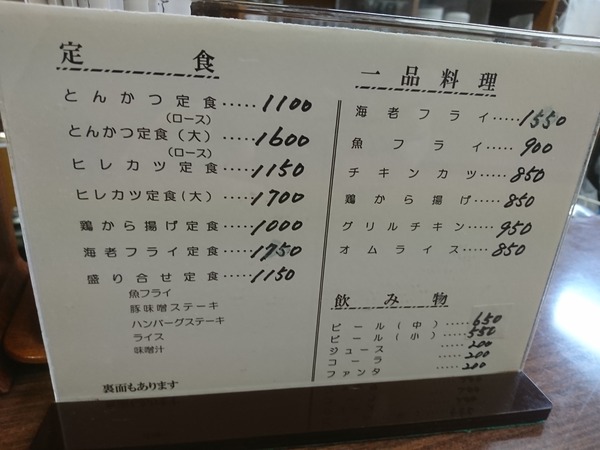 定食
とんかつ定食・・・・・1100
(ロース)
とんかつ定食(大)・・・・1600
(ロース)
ヒレカツ定食・・・・・1150
ヒレカツ定食(大)・・・・1700
鶏から揚げ定食・・・・・1000
海老フライ定食・・・・・1750
盛り合せ定食・・・・・1150
魚フライ
豚味噌ステーキ
ハンバーグステーキ
ライス
味噌汁
裏面もあります
一品料理
海老フライ・・・・・1550
魚フライ・・・・・900
チキンカツ・・・・・850
鶏から揚げ・・・・・850
グリルチキン・・・・・950
オムライス・・・・・850
飲み物
ビール(中)・・・・・650
ビール(小)・・・・・550
ジュース・・・・・200
コーラ・・・・・200
ファンタ・・・・・200